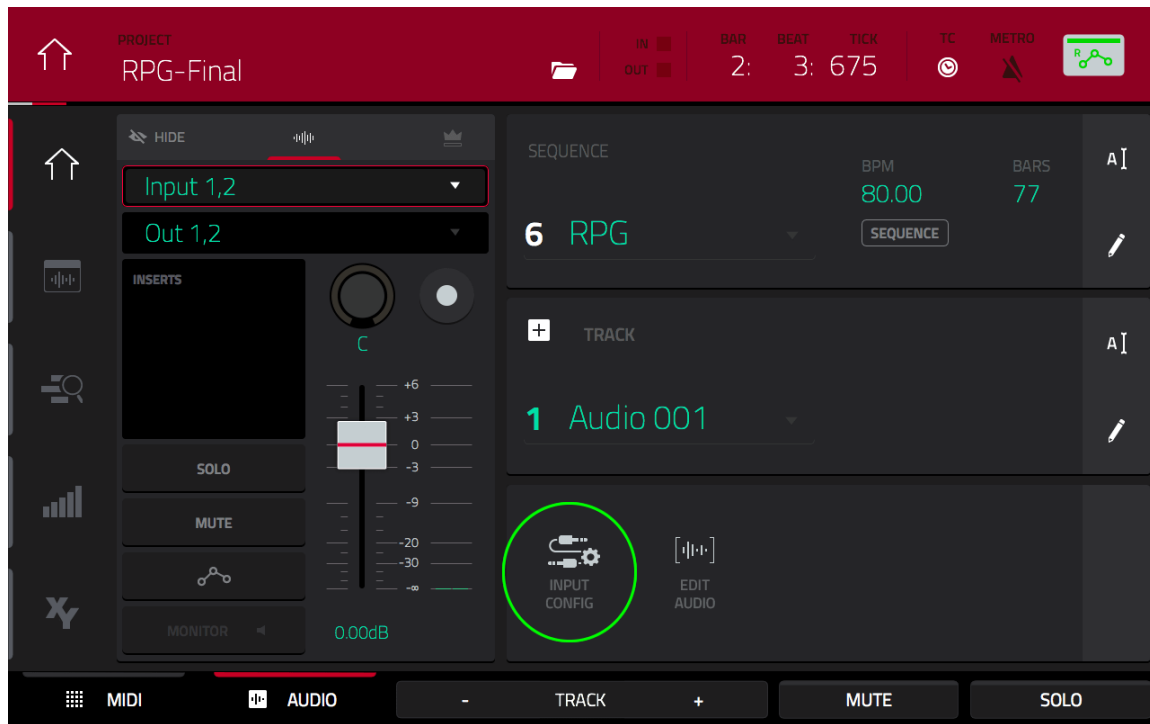 PROJECT
RPG-Final
IN
OUT
BAR BEAT TICK
2: 3: 675
TC
METRO
R
HIDE
Input 1,2
Out 1,2
INSERTS
C
+6
+3
0
-3
-9
-20
-30
-∞
0.00dB
SOLO
MUTE
MONITOR
SEQUENCE
6 RPG
BPM
80.00
SEQUENCE
BARS
77
A
TRACK
1 Audio 001
A
INPUT
CONFIG
EDIT
AUDIO
XY
MIDI AUDIO - TRACK + MUTE SOLO